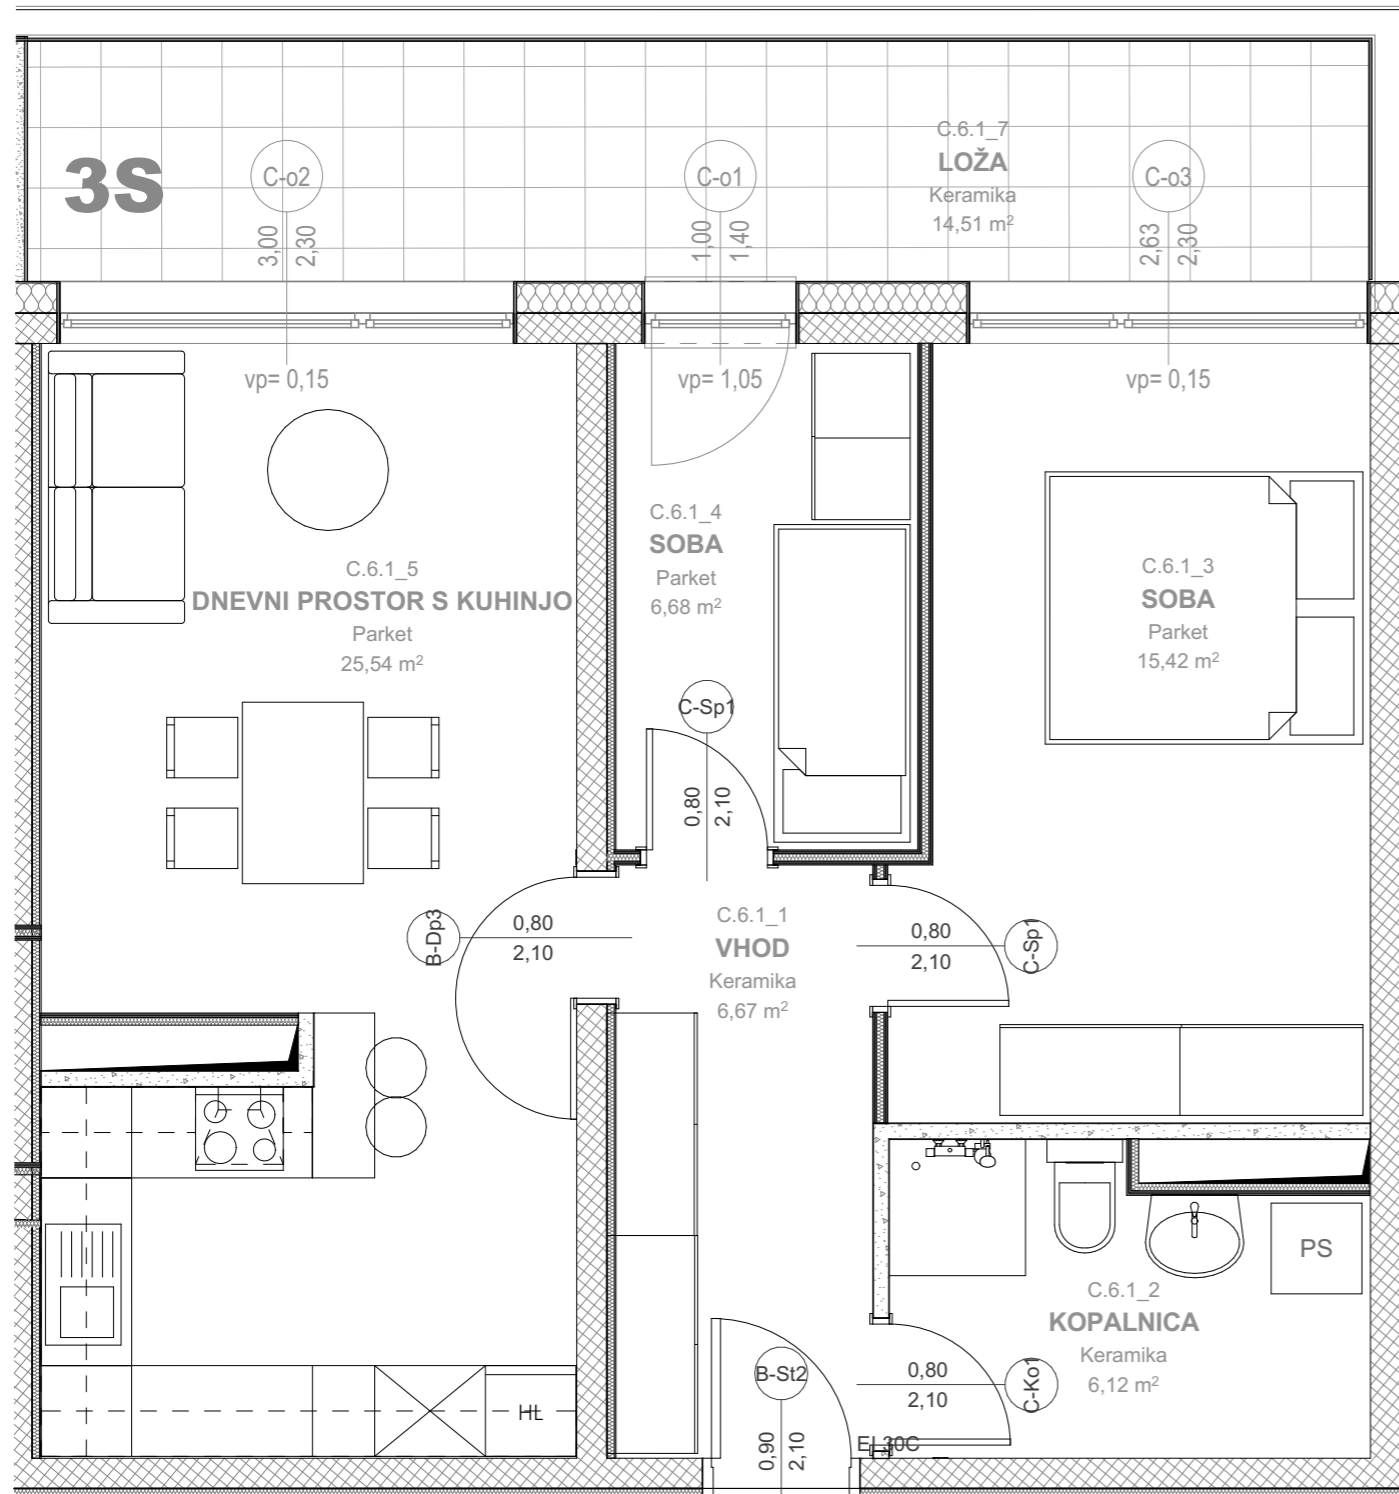 3S
C-o2
3,00
2,30
C-o1
1,00
1,40
C.6.1_7
LOŽA
Keramika
14,51 m²
C-o3
2,63
2,30
vp= 0,15
vp= 1,05
vp= 0,15
C.6.1_5
DNEVNI PROSTOR S KUHINJO
Parket
25,54 m²
C.6.1_4
SOBA
Parket
6,68 m²
C.6.1_3
SOBA
Parket
15,42 m²
C-Sp1
0,80
2,10
B-Dp3
0,80
2,10
C.6.1_1
VHOD
Keramika
6,67 m²
0,80
2,10
C-Sp1
PS
C.6.1_2
KOPALNICA
Keramika
6,12 m²
HL
B-St2
0,90
2,10
0,80
2,10
C-Ko1
EI 30C